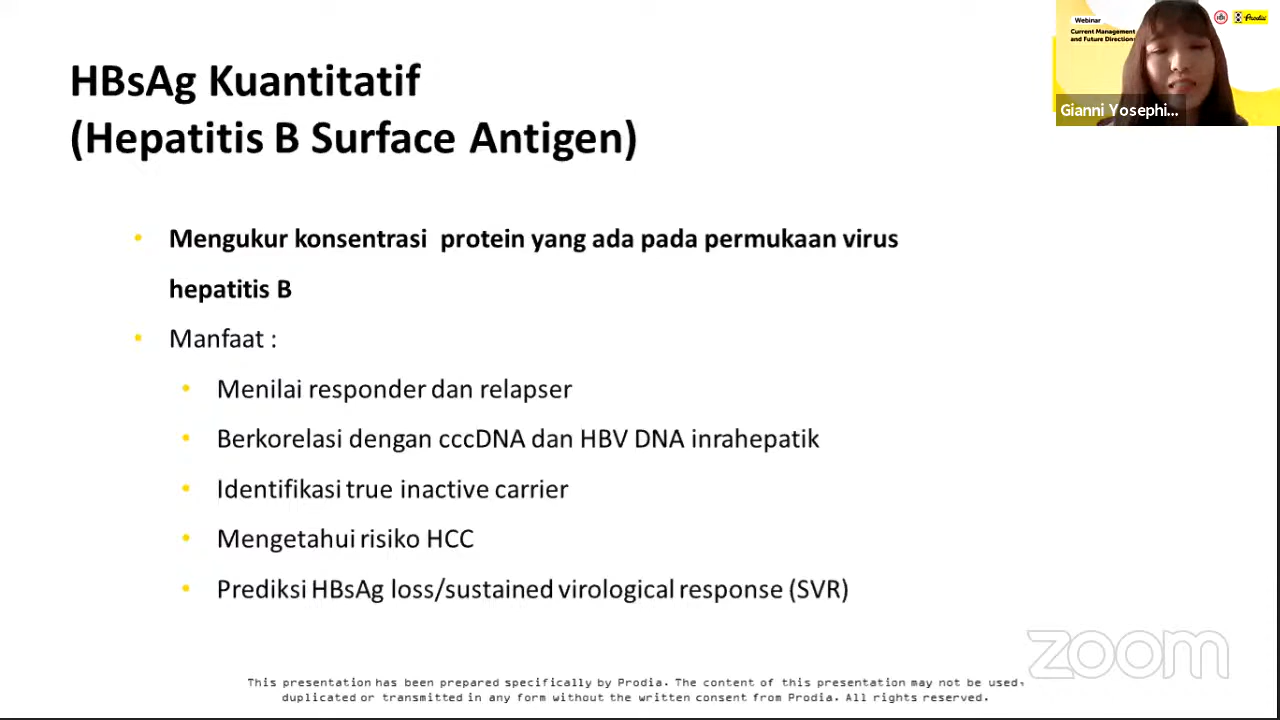 HBsAg Kuantitatif
(Hepatitis B Surface Antigen)
Mengukur konsentrasi protein yang ada pada permukaan virus
hepatitis B
Manfaat :
Menilai responder dan relapser
Berkorelasi dengan cccDNA dan HBV DNA inrahepatik
Identifikasi true inactive carrier
Mengetahui risiko HCC
Prediksi HBsAg loss/sustained virological response (SVR)
Webinar
Current Management
and Future Direction
Prodia
Gianni Yosephi...
zoom
This presentation has been prepared specifically by Prodia. The content of this presentation may not be used,
duplicated or transmitted in any form without the written consent from Prodia. All rights reserved.